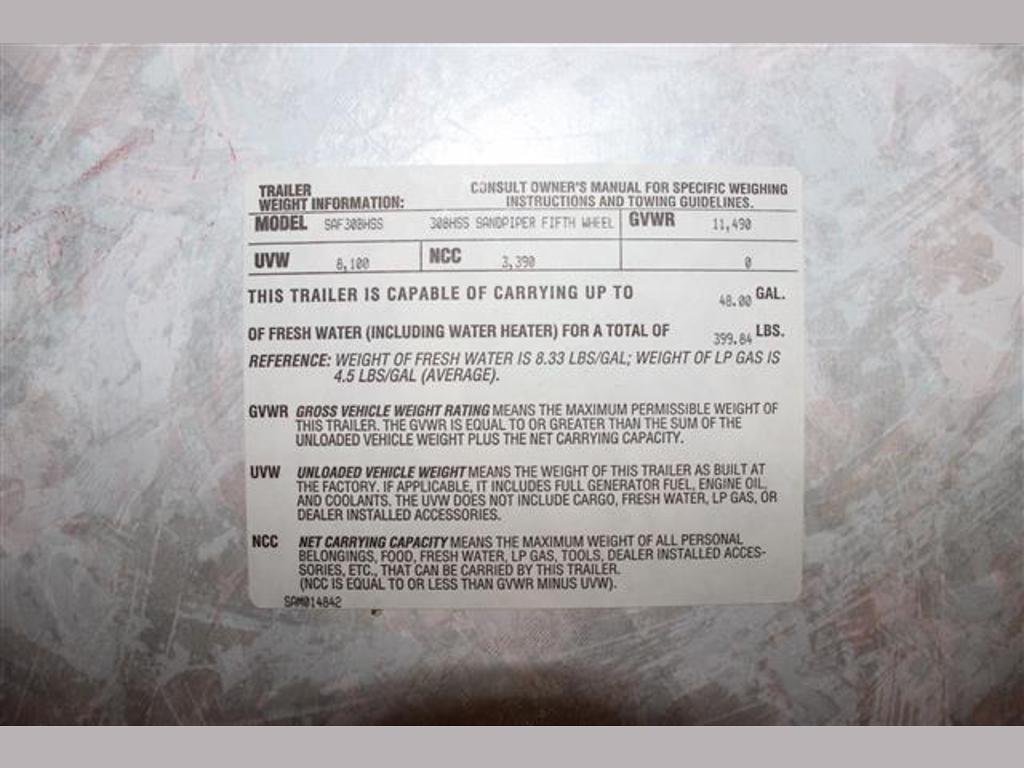 TRAILER
WEIGHT INFORMATION:
CONSULT OWNER'S MANUAL FOR SPECIFIC WEIGHING
INSTRUCTIONS AND TOWING GUIDELINES.
MODEL SAF30BHSS 30BHSS SANDPIPER FIFTH WHEEL GVWR 11,490
UVW 8,100 NCC 3,390 0
THIS TRAILER IS CAPABLE OF CARRYING UP TO 48.00 GAL.
OF FRESH WATER (INCLUDING WATER HEATER) FOR A TOTAL OF 399.84 LBS.
REFERENCE: WEIGHT OF FRESH WATER IS 8.33 LBS/GAL; WEIGHT OF LP GAS IS
4.5 LBS/GAL (AVERAGE).
GVWR GROSS VEHICLE WEIGHT RATING MEANS THE MAXIMUM PERMISSIBLE WEIGHT OF
THIS TRAILER. THE GVWR IS EQUAL TO OR GREATER THAN THE SUM OF THE
UNLOADED VEHICLE WEIGHT PLUS THE NET CARRYING CAPACITY.
UVW UNLOADED VEHICLE WEIGHT MEANS THE WEIGHT OF THIS TRAILER AS BUILT AT
THE FACTORY. IF APPLICABLE, IT INCLUDES FULL GENERATOR FUEL, ENGINE OIL,
AND COOLANTS. THE UVW DOES NOT INCLUDE CARGO, FRESH WATER, LP GAS, OR
DEALER INSTALLED ACCESSORIES.
NCC NET CARRYING CAPACITY MEANS THE MAXIMUM WEIGHT OF ALL PERSONAL
BELONGINGS, FOOD, FRESH WATER, LP GAS, TOOLS, DEALER INSTALLED ACCES-
SORIES, ETC., THAT CAN BE CARRIED BY THIS TRAILER.
(NCC IS EQUAL TO OR LESS THAN GVWR MINUS UVW).
SAM014842